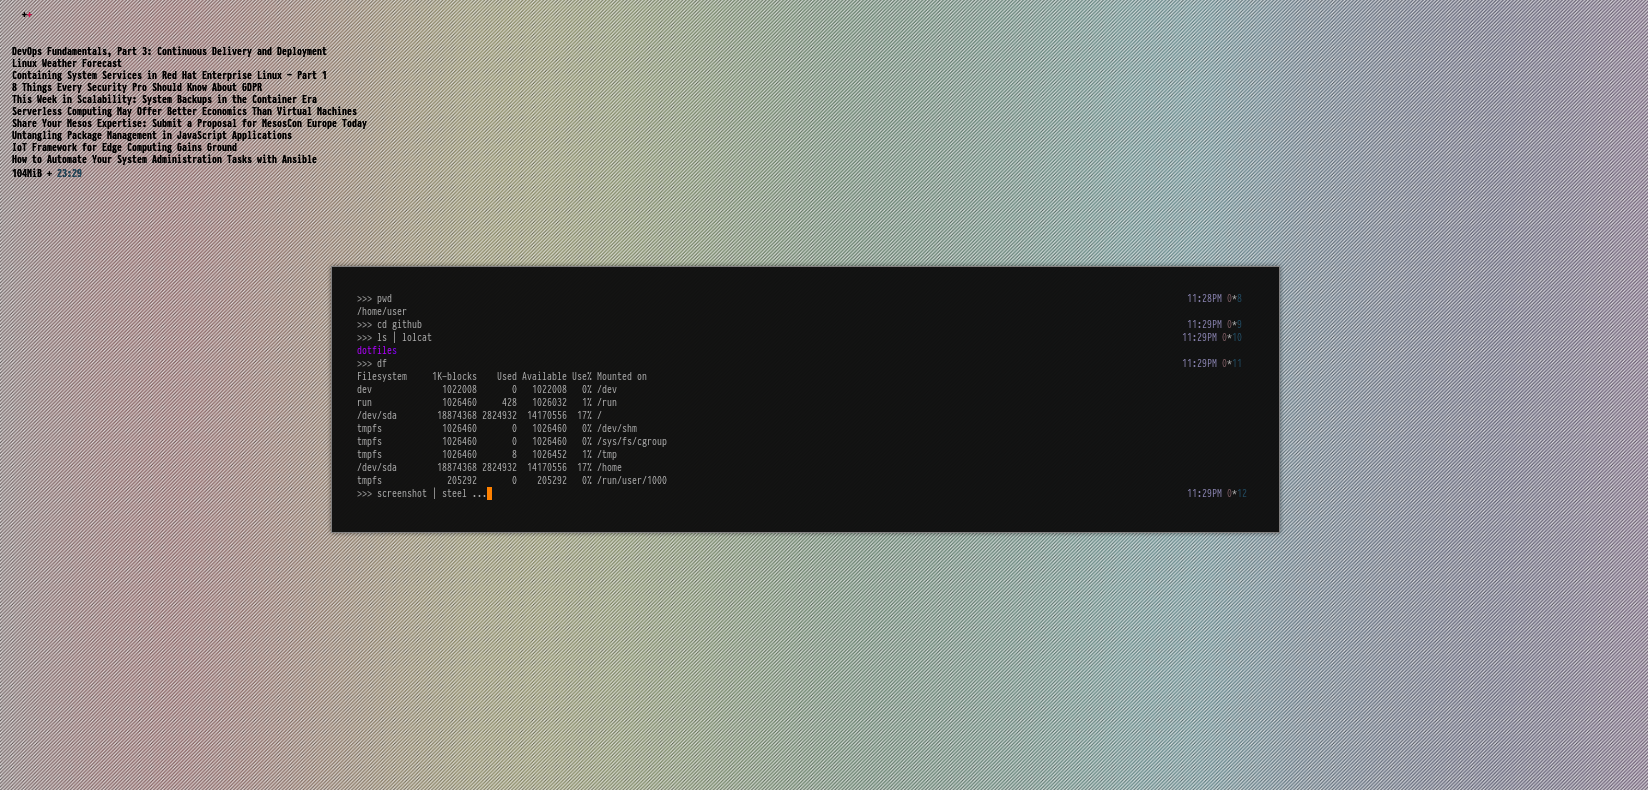 ++
DevOps Fundamentals, Part 3: Continuous Delivery and Deployment
Linux Weather Forecast
Containing System Services in Red Hat Enterprise Linux – Part 1
8 Things Every Security Pro Should Know About GDPR
This Week in Scalability: System Backups in the Container Era
Serverless Computing May Offer Better Economics Than Virtual Machines
Share Your Mesos Expertise: Submit a Proposal for MesosCon Europe Today
Untangling Package Management in JavaScript Applications
IoT Framework for Edge Computing Gains Ground
How to Automate Your System Administration Tasks with Ansible
104MiB + 23:29
>>> pwd 11:28PM 0*8
/home/user
>>> cd github 11:29PM 0*9
>>> ls | lolcat 11:29PM 0*10
dotfiles
>>> df 11:29PM 0*11
Filesystem 1K-blocks Used Available Use% Mounted on
dev 1022008 0 1022008 0% /dev
run 1026460 428 1026032 1% /run
/dev/sda 18874368 2824932 14170556 17% /
tmpfs 1026460 0 1026460 0% /dev/shm
tmpfs 1026460 0 1026460 0% /sys/fs/cgroup
tmpfs 1026460 8 1026452 1% /tmp
/dev/sda 18874368 2824932 14170556 17% /home
tmpfs 205292 0 205292 0% /run/user/1000
>>> screenshot | steel ... 11:29PM 0*12